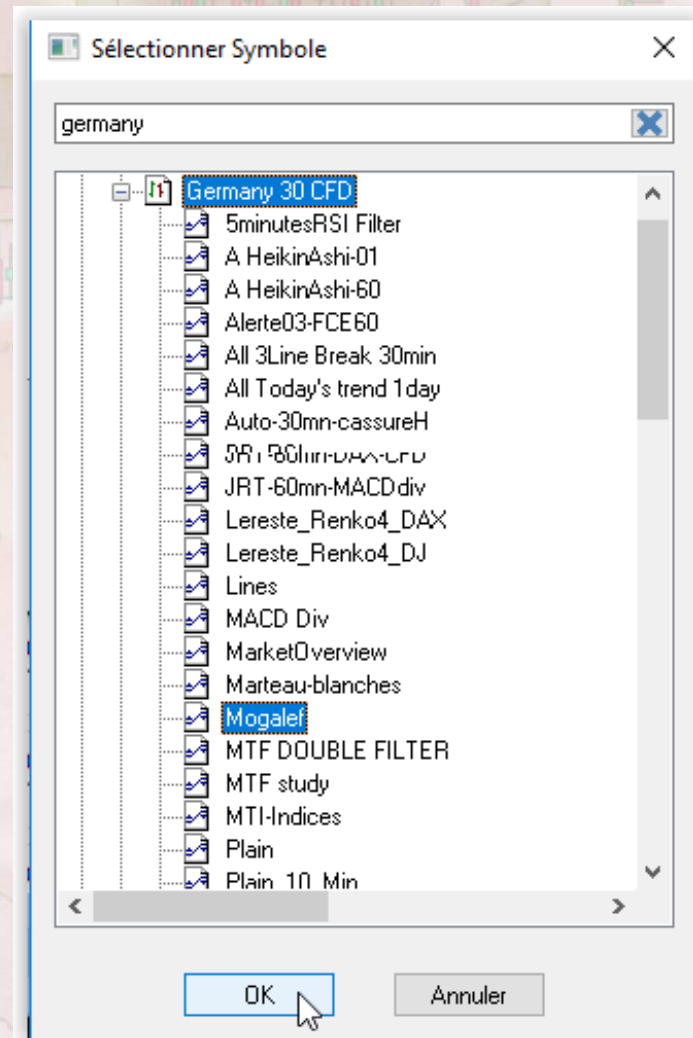 Sélectionner Symbole
germany
Germany 30 CFD
5minutesRSI Filter
A HeikinAshi-01
A HeikinAshi-60
Alerte03-FCE60
All 3Line Break 30min
All Today's trend 1day
Auto-30mn-cassureH
JRT-60mn-MACDdiv
Lereste_Renko4_DAX
Lereste_Renko4_DJ
Lines
MACD Div
MarketOverview
Marteau-blanches
Mogalef
MTF DOUBLE FILTER
MTF study
MTI-Indices
Plain
Plain_10_Min
OK
Annuler